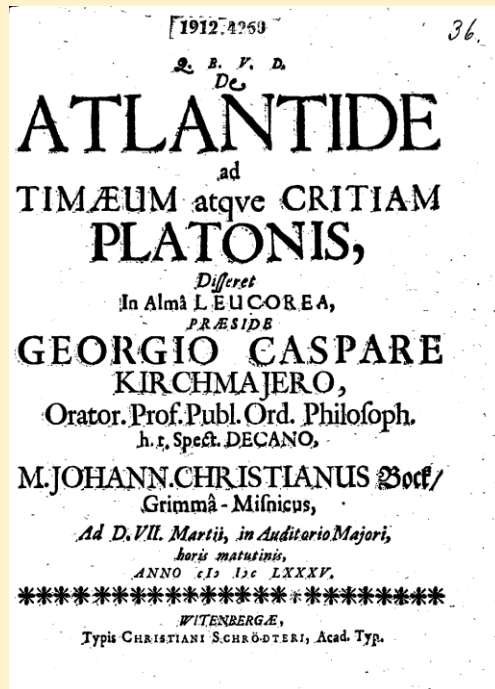 1912.4260
36.
Q. B. V. D.
De
ATLANTIDE
ad
TIMÆUM atqve CRITIAM
PLATONIS,
Disſeret
In Almâ LEUCOREA,
PRÆSIDE
GEORGIO CASPARE
KIRCHMAJERO,
Orator. Prof. Publ. Ord. Philoſoph.
h. t. Spect. DECANO,
M. JOHANN. CHRISTIANUS Bock/
Grimmâ-Miſnicus,
Ad D. VII. Martii, in Auditorio Majori,
horis matutinis,
ANNO cIɔ Iɔc LXXXV.
WITENBERGÆ,
Typis CHRISTIANI SCHRÖDTERI, Acad. Typ.